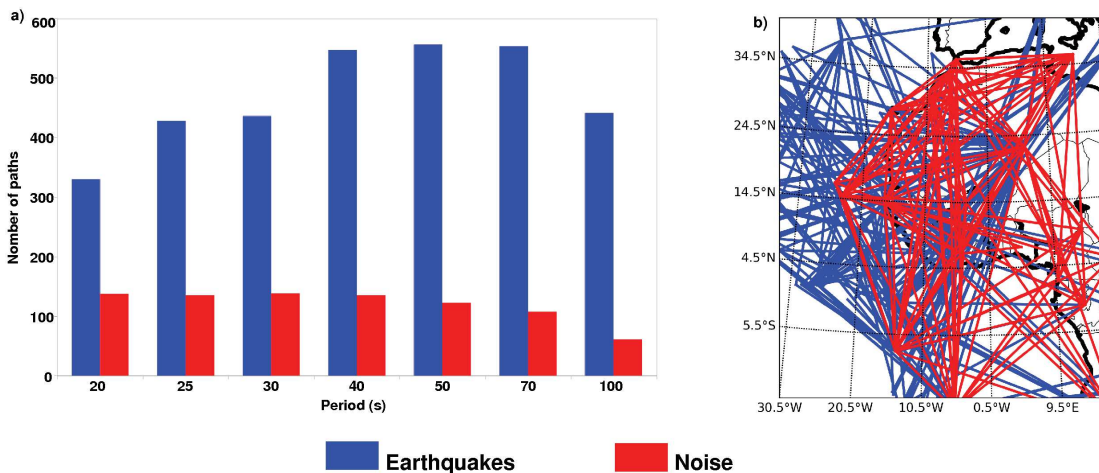 a)
600
500
400
300
200
100
0
Nomber of paths
20 25 30 40 50 70 100
Period (s)
b)
34.5°N
24.5°N
14.5°N
4.5°N
5.5°S
30.5°W 20.5°W 10.5°W 0.5°W 9.5°E
Earthquakes Noise